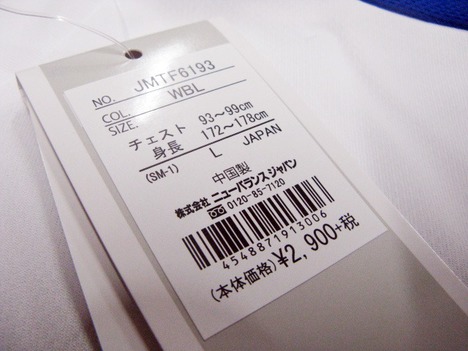 NO. JMTF6193
COL. WBL
SIZE.
チェスト 93～99cm
身長 172～178cm
(SM-1) L JAPAN
中国製
株式会社 ニューバランスジャパン
0120-85-7120
4548871913006
(本体価格) ¥2,900+税